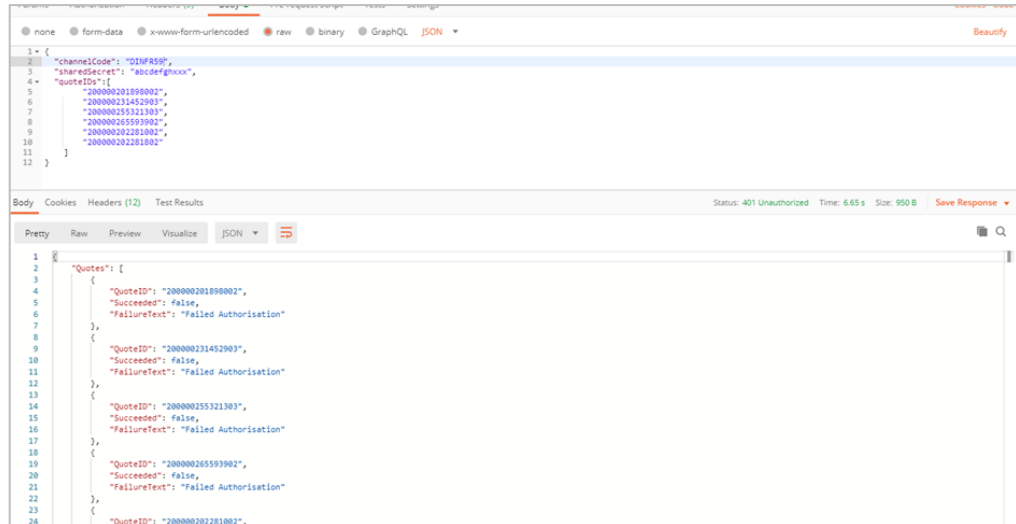 Body
none form-data x-www-form-urlencoded raw binary GraphQL JSON Beautify
1 {
2 "channelCode": "DINFR59",
3 "sharedSecret": "abcdefghxxx",
4 "quoteIDs":[
5 "200000201898002",
6 "200000231452903",
7 "200000255321303",
8 "200000265593902",
9 "200000202281002",
10 "200000202281802"
11 ]
12 }
Body Cookies Headers (12) Test Results Status: 401 Unauthorized Time: 6.65 s Size: 950 B Save Response
Pretty Raw Preview Visualize JSON
1 {
2 "Quotes": [
3 {
4 "QuoteID": "200000201898002",
5 "Succeeded": false,
6 "FailureText": "Failed Authorisation"
7 },
8 {
9 "QuoteID": "200000231452903",
10 "Succeeded": false,
11 "FailureText": "Failed Authorisation"
12 },
13 {
14 "QuoteID": "200000255321303",
15 "Succeeded": false,
16 "FailureText": "Failed Authorisation"
17 },
18 {
19 "QuoteID": "200000265593902",
20 "Succeeded": false,
21 "FailureText": "Failed Authorisation"
22 },
23 {
24 "QuoteID": "200000202281002",